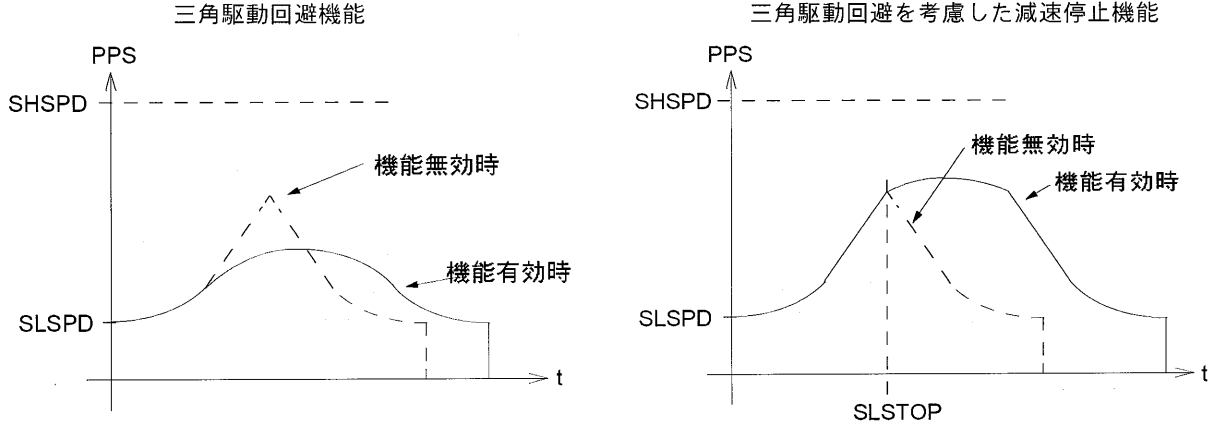 三角駆動回避機能
PPS
SHSPD
機能無効時
機能有効時
SLSPD
t
三角駆動回避を考慮した減速停止機能
PPS
SHSPD
機能無効時
機能有効時
SLSPD
t
SLSTOP